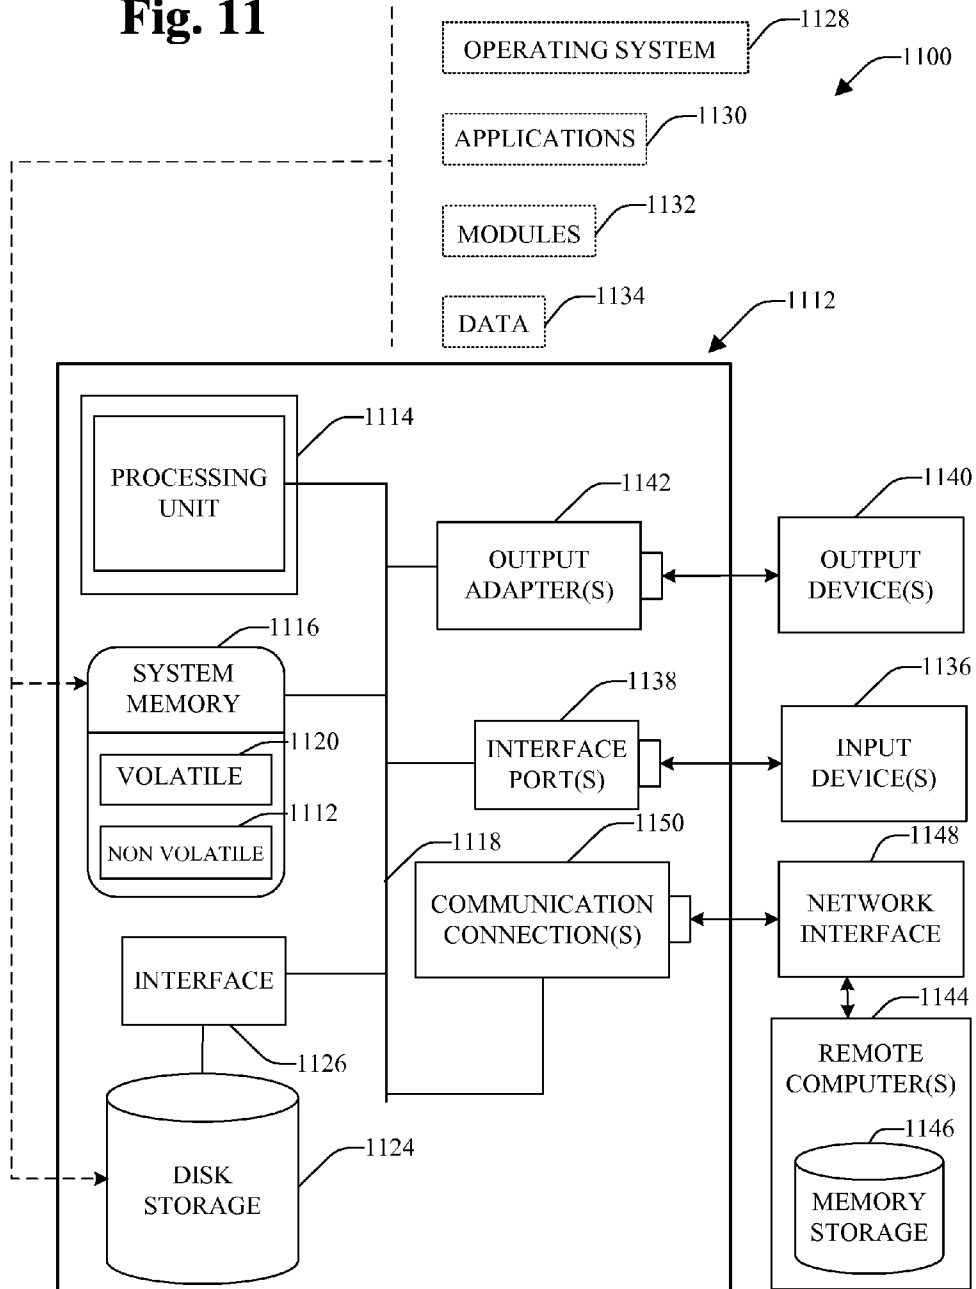 Fig. 11
1128
OPERATING SYSTEM
1100
1130
APPLICATIONS
1132
MODULES
1134
DATA
1112
1114
PROCESSING
UNIT
1142
OUTPUT
ADAPTER(S)
1140
OUTPUT
DEVICE(S)
1116
SYSTEM
MEMORY
1120
VOLATILE
1112
NON VOLATILE
1138
INTERFACE
PORT(S)
1136
INPUT
DEVICE(S)
1118
1150
COMMUNICATION
CONNECTION(S)
1148
NETWORK
INTERFACE
INTERFACE
1126
1144
REMOTE
COMPUTER(S)
1146
MEMORY
STORAGE
1124
DISK
STORAGE